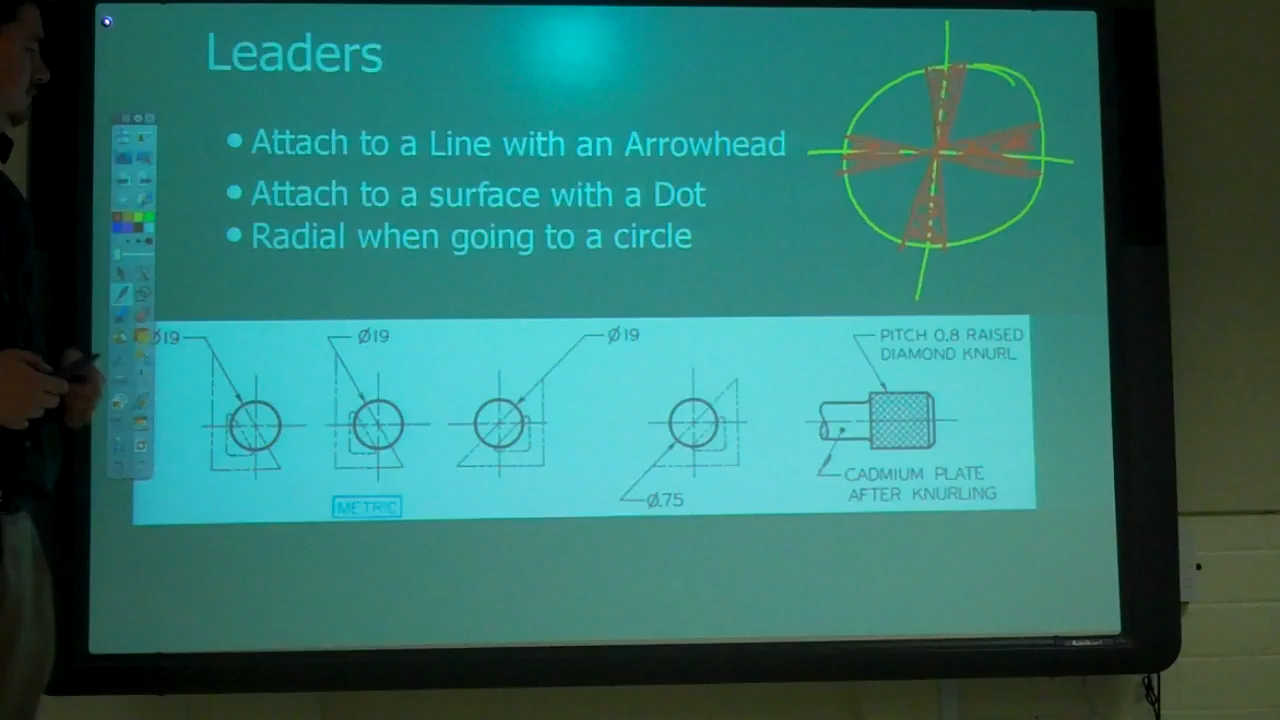 Leaders
• Attach to a Line with an Arrowhead
• Attach to a surface with a Dot
• Radial when going to a circle
Ø19
Ø19
Ø19
PITCH 0.8 RAISED
DIAMOND KNURL
Ø.75
CADMIUM PLATE
AFTER KNURLING
METRIC